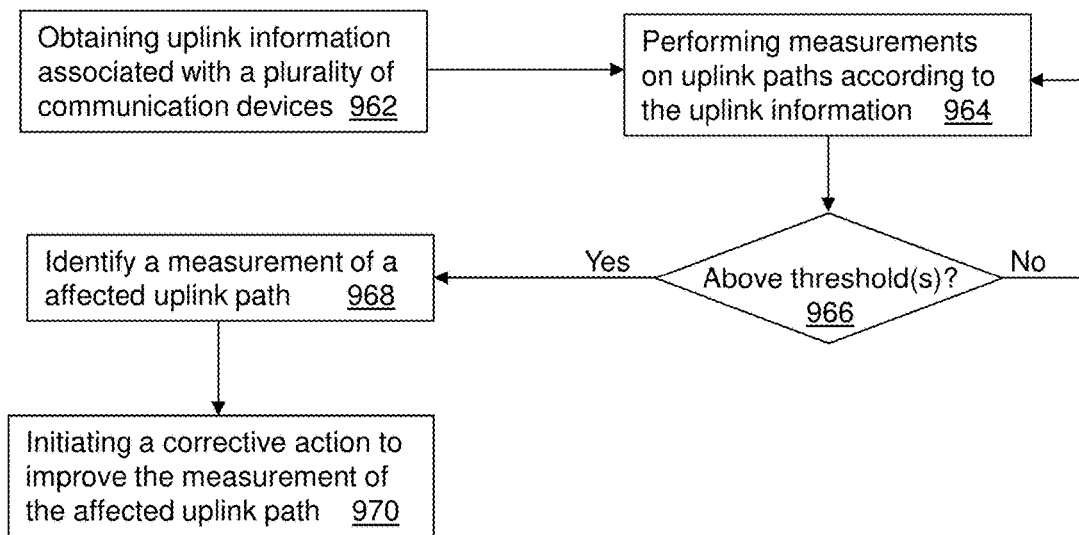 Obtaining uplink information
associated with a plurality of
communication devices 962
Performing measurements
on uplink paths according to
the uplink information 964
Above threshold(s)?
966
Yes
No
Identify a measurement of a
affected uplink path 968
Initiating a corrective action to
improve the measurement of
the affected uplink path 970